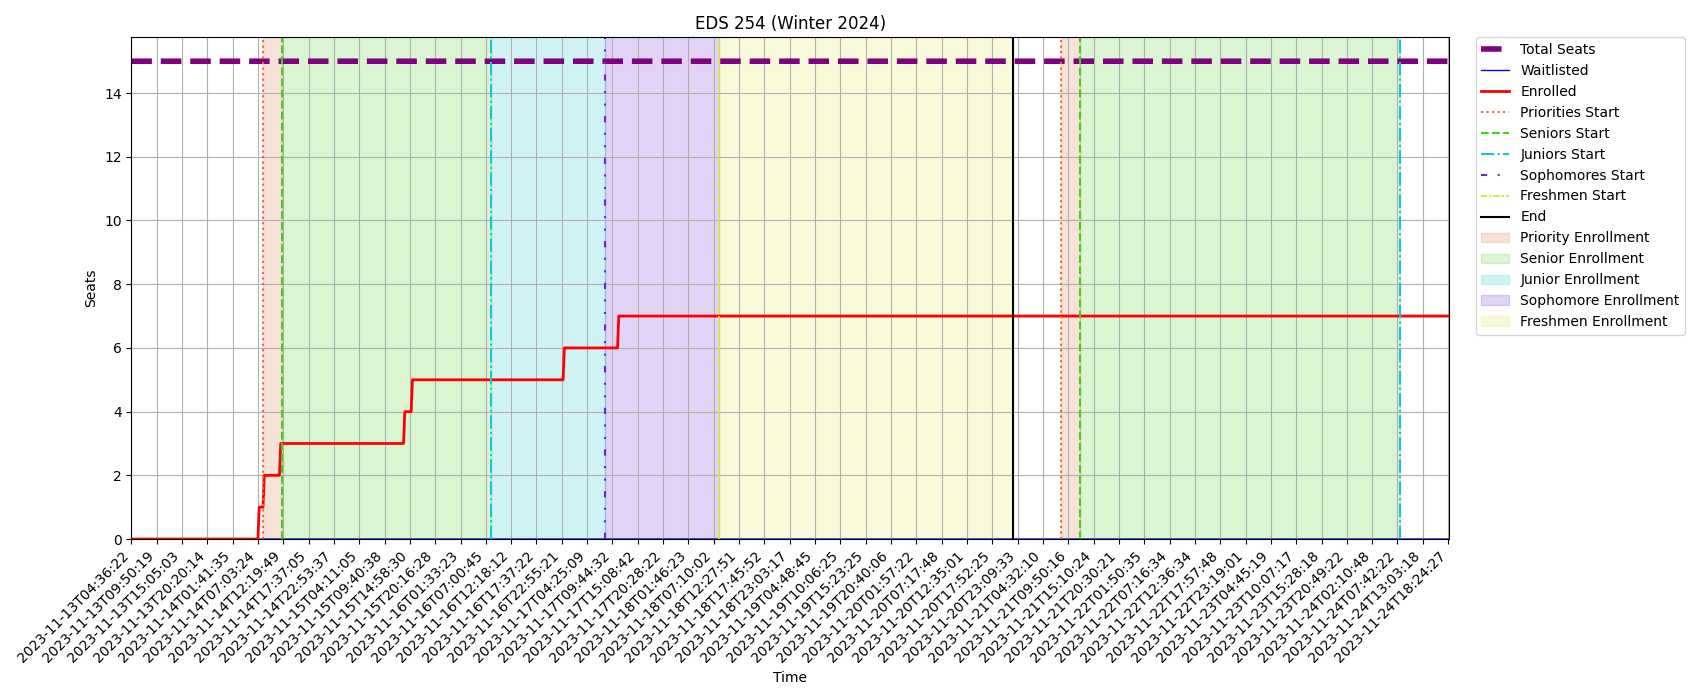 EDS 254 (Winter 2024)
Seats
14
12
10
8
6
4
2
0
2023-11-13T04:36:22
2023-11-13T09:50:19
2023-11-13T15:05:03
2023-11-13T20:20:14
2023-11-14T01:41:35
2023-11-14T07:03:24
2023-11-14T12:19:49
2023-11-14T17:37:05
2023-11-14T22:53:37
2023-11-15T04:11:05
2023-11-15T09:40:38
2023-11-15T14:58:30
2023-11-15T20:16:28
2023-11-16T01:33:23
2023-11-16T07:00:45
2023-11-16T12:18:12
2023-11-16T17:37:22
2023-11-16T22:55:21
2023-11-17T04:25:09
2023-11-17T09:44:32
2023-11-17T15:08:42
2023-11-17T20:28:22
2023-11-18T01:46:23
2023-11-18T07:10:02
2023-11-18T12:27:51
2023-11-18T17:45:52
2023-11-18T23:03:17
2023-11-19T04:48:45
2023-11-19T10:06:25
2023-11-19T15:23:25
2023-11-19T20:40:06
2023-11-20T01:57:22
2023-11-20T07:17:48
2023-11-20T12:35:01
2023-11-20T17:52:25
2023-11-20T23:09:33
2023-11-21T04:32:10
2023-11-21T09:50:16
2023-11-21T15:10:24
2023-11-21T20:30:21
2023-11-22T01:50:35
2023-11-22T07:16:34
2023-11-22T12:36:34
2023-11-22T17:57:48
2023-11-22T23:19:01
2023-11-23T04:45:19
2023-11-23T10:07:17
2023-11-23T15:28:18
2023-11-23T20:49:22
2023-11-24T02:10:48
2023-11-24T07:42:22
2023-11-24T13:03:18
2023-11-24T18:24:27
Time
Total Seats
Waitlisted
Enrolled
Priorities Start
Seniors Start
Juniors Start
Sophomores Start
Freshmen Start
End
Priority Enrollment
Senior Enrollment
Junior Enrollment
Sophomore Enrollment
Freshmen Enrollment